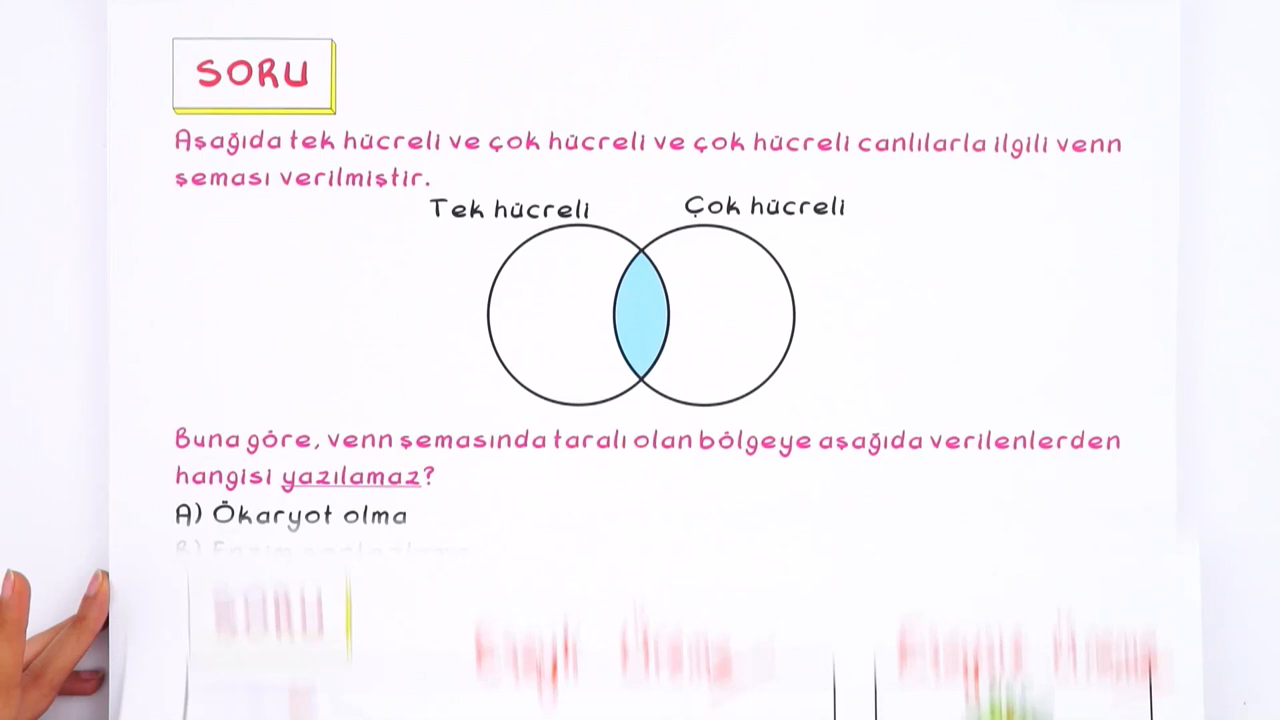 SORU
Aşağıda tek hücreli ve çok hücreli ve çok hücreli canlılarla ilgili venn
şeması verilmiştir.
Tek hücreli Çok hücreli
Buna göre, venn şemasında taralı olan bölgeye aşağıda verilenlerden
hangisi yazılamaz?
A) Ökaryot olma